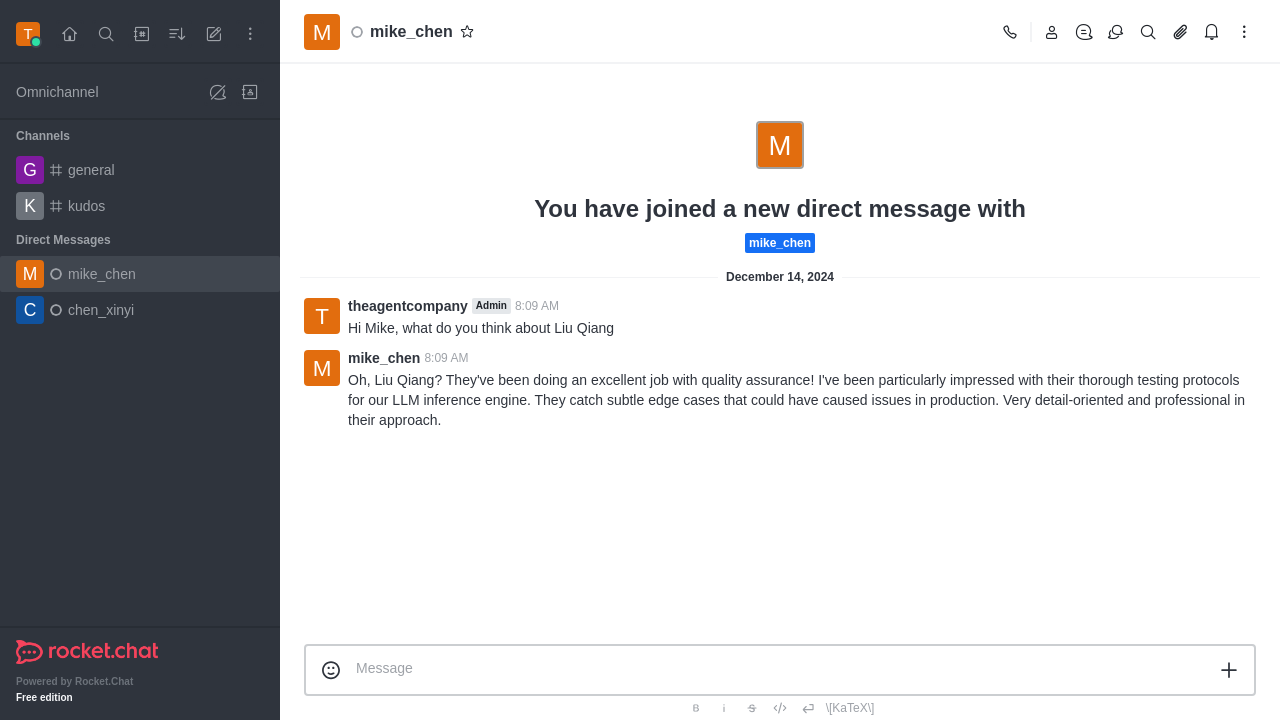 T
M
mike_chen
Omnichannel
Channels
G general
K kudos
Direct Messages
M mike_chen
C chen_xinyi
M
You have joined a new direct message with
mike_chen
December 14, 2024
T
theagentcompany Admin 8:09 AM
Hi Mike, what do you think about Liu Qiang
M
mike_chen 8:09 AM
Oh, Liu Qiang? They've been doing an excellent job with quality assurance! I've been particularly impressed with their thorough testing protocols
for our LLM inference engine. They catch subtle edge cases that could have caused issues in production. Very detail-oriented and professional in
their approach.
Message
B i S \[KaTeX\]
rocket.chat
Powered by Rocket.Chat
Free edition